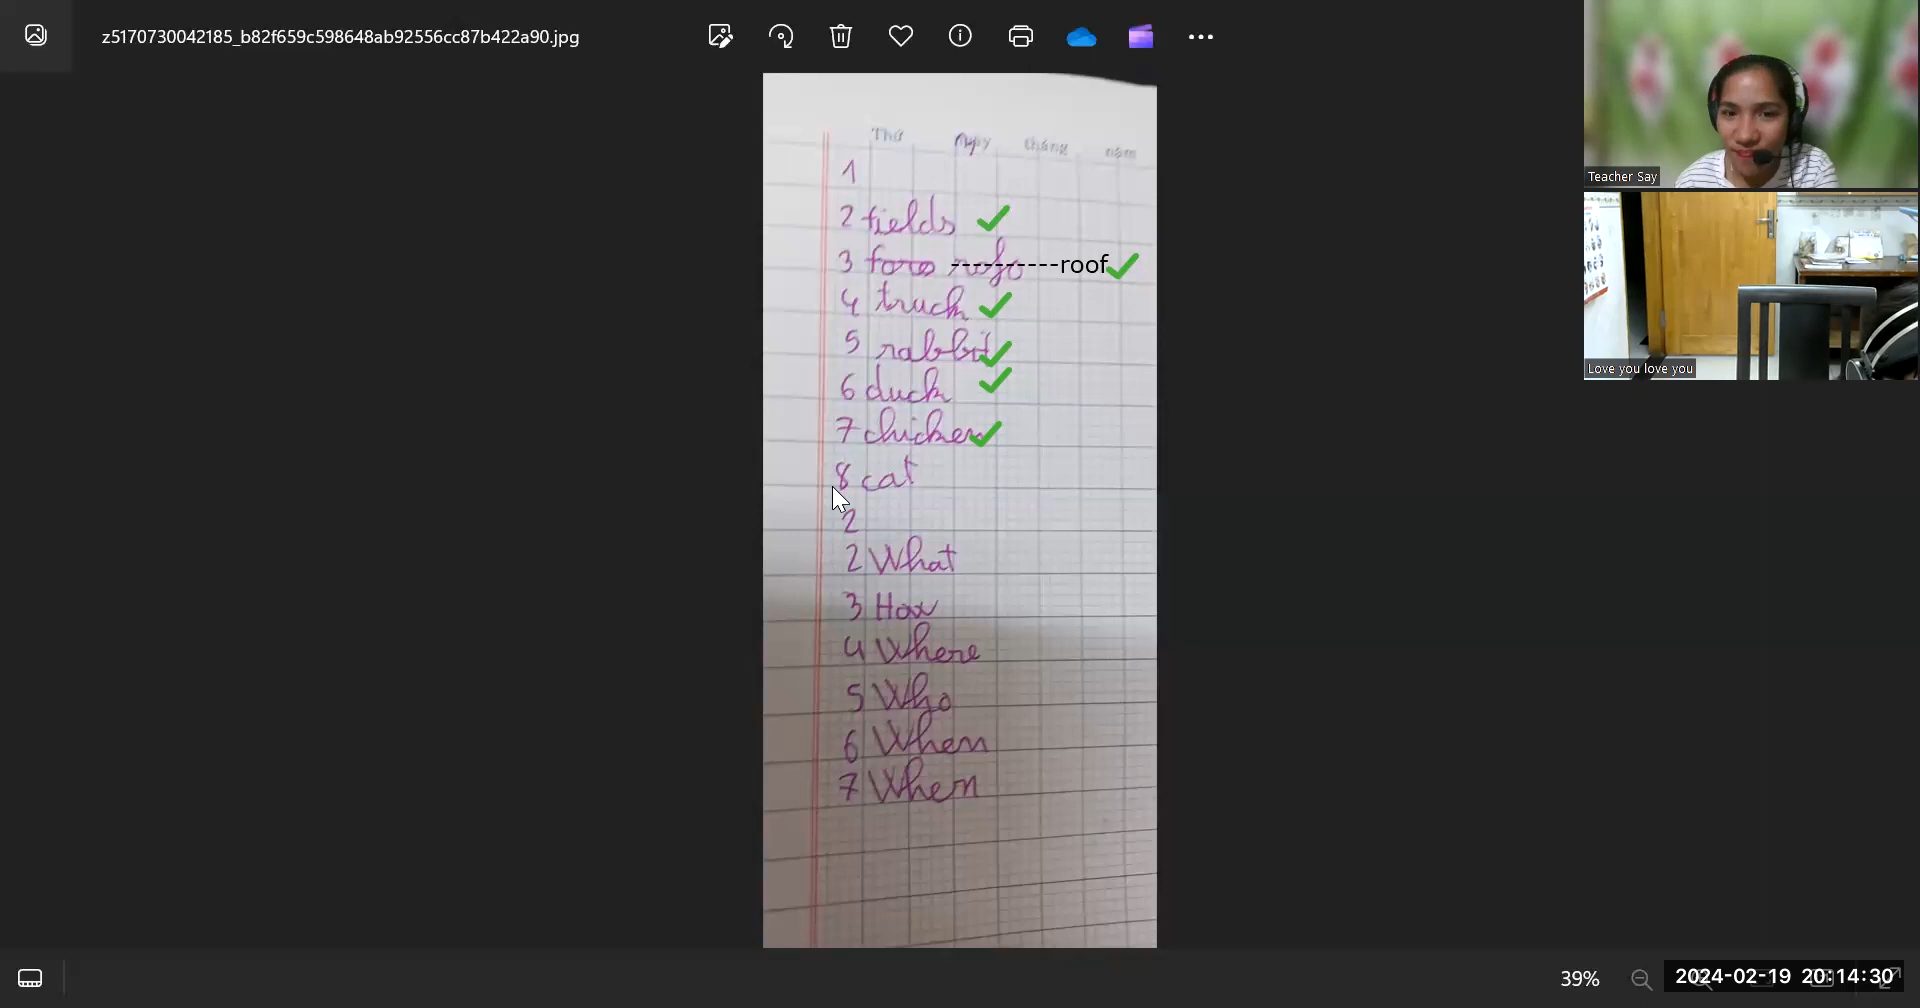 z5170730042185_b82f659c598648ab92556cc87b422a90.jpg
Teacher Say
Love you love you
Thứ Ngày tháng năm
1
2 fields
3 roof
4 truck
5 rabbit
6 duck
7 chicken
8 cat
2
2 What
3 How
4 Where
5 Who
6 When
7 When
39%
2024-02-19 20:14:30